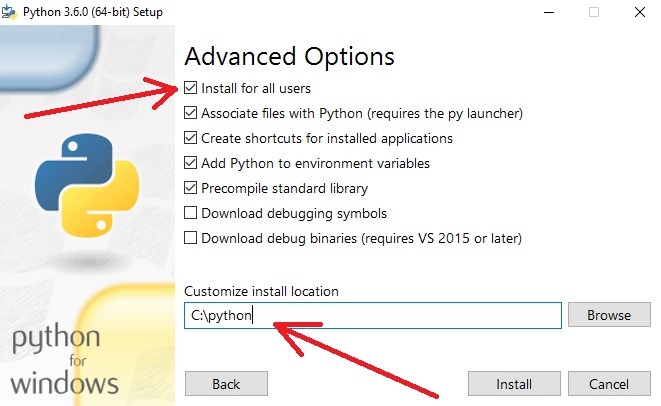 Python 3.6.0 (64-bit) Setup
Advanced Options
Install for all users
Associate files with Python (requires the py launcher)
Create shortcuts for installed applications
Add Python to environment variables
Precompile standard library
Download debugging symbols
Download debug binaries (requires VS 2015 or later)
Customize install location
C:\python
Browse
python
for
windows
Back
Install
Cancel